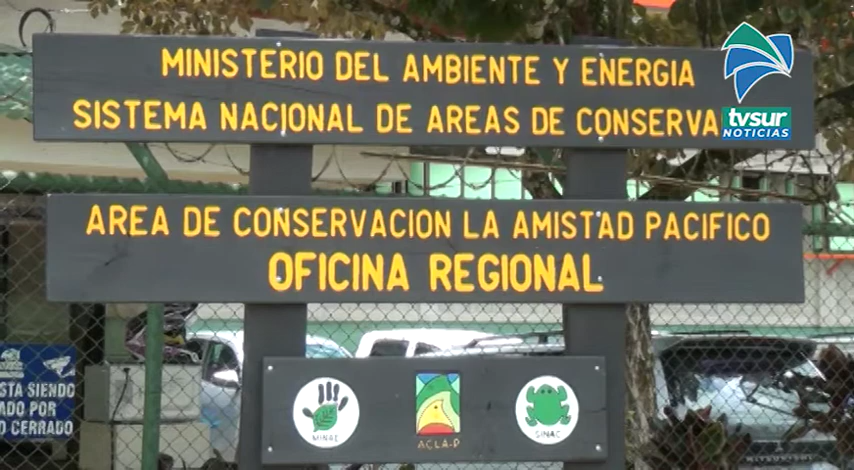 MINISTERIO DEL AMBIENTE Y ENERGIA
SISTEMA NACIONAL DE AREAS DE CONSERVA
tvsur
NOTICIAS
AREA DE CONSERVACION LA AMISTAD PACIFICO
OFICINA REGIONAL
STA SIENDO
ADO POR
O CERRADO
MINAE
ACLA-P
SINAC